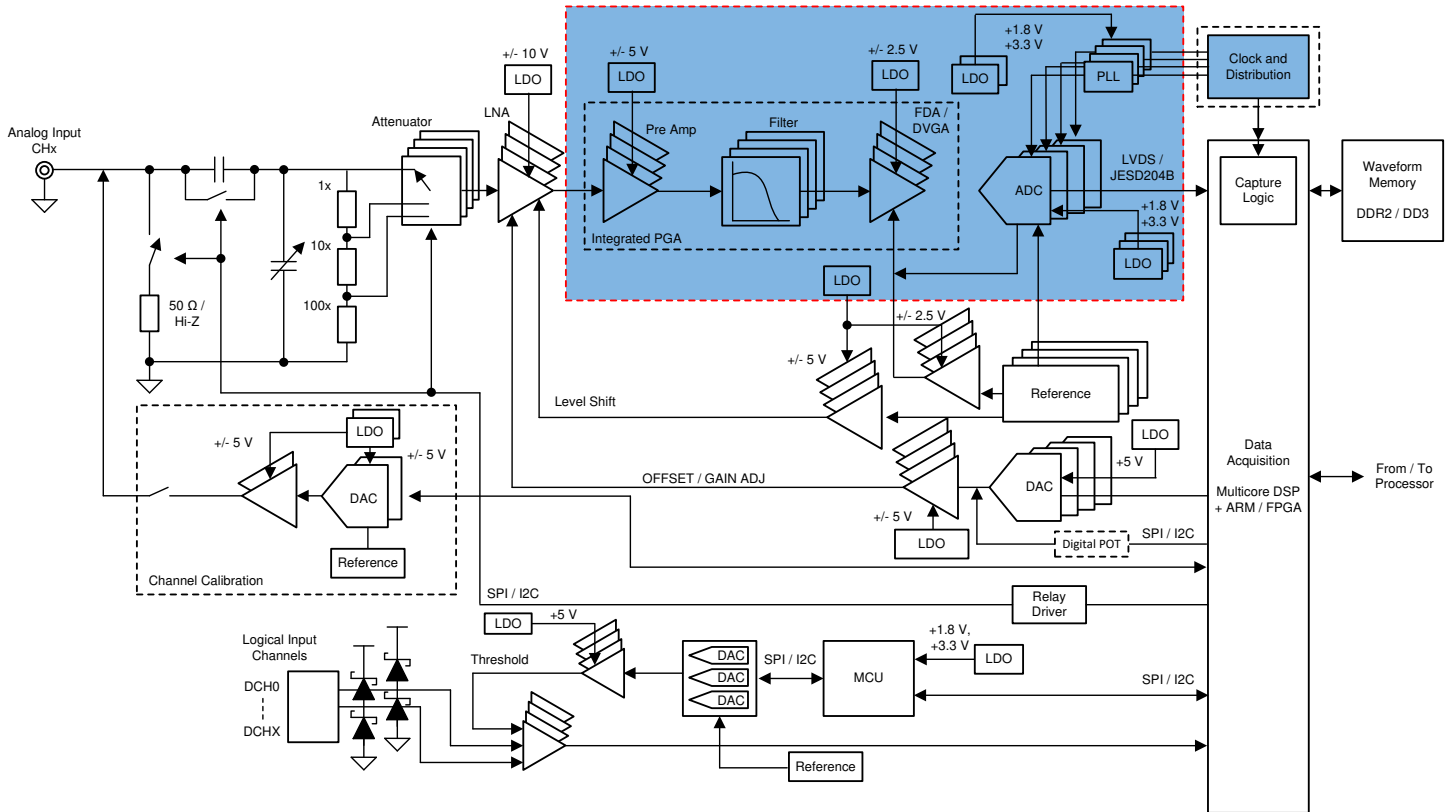 Analog Input
CHx
50 Ω /
Hi-Z
1x
10x
100x
Attenuator
LNA
+/- 10 V
LDO
+/- 5 V
LDO
Pre Amp
Filter
Integrated PGA
+/- 2.5 V
LDO
FDA /
DVGA
+1.8 V
+3.3 V
LDO
PLL
Clock and
Distribution
ADC
LVDS /
JESD204B
+1.8 V
+3.3 V
LDO
Capture
Logic
Waveform
Memory
DDR2 / DD3
LDO
+/- 2.5 V
+/- 5 V
Reference
Level Shift
OFFSET / GAIN ADJ
+/- 5 V
LDO
DAC
+5 V
LDO
Digital POT
SPI / I2C
Data
Acquisition
Multicore DSP
+ ARM / FPGA
From / To
Processor
+/- 5 V
LDO
+/- 5 V
DAC
Reference
Channel Calibration
SPI / I2C
Relay
Driver
Logical Input
Channels
DCH0
DCHX
LDO
+5 V
Threshold
DAC
DAC
DAC
SPI / I2C
MCU
+1.8 V,
+3.3 V
LDO
SPI / I2C
Reference